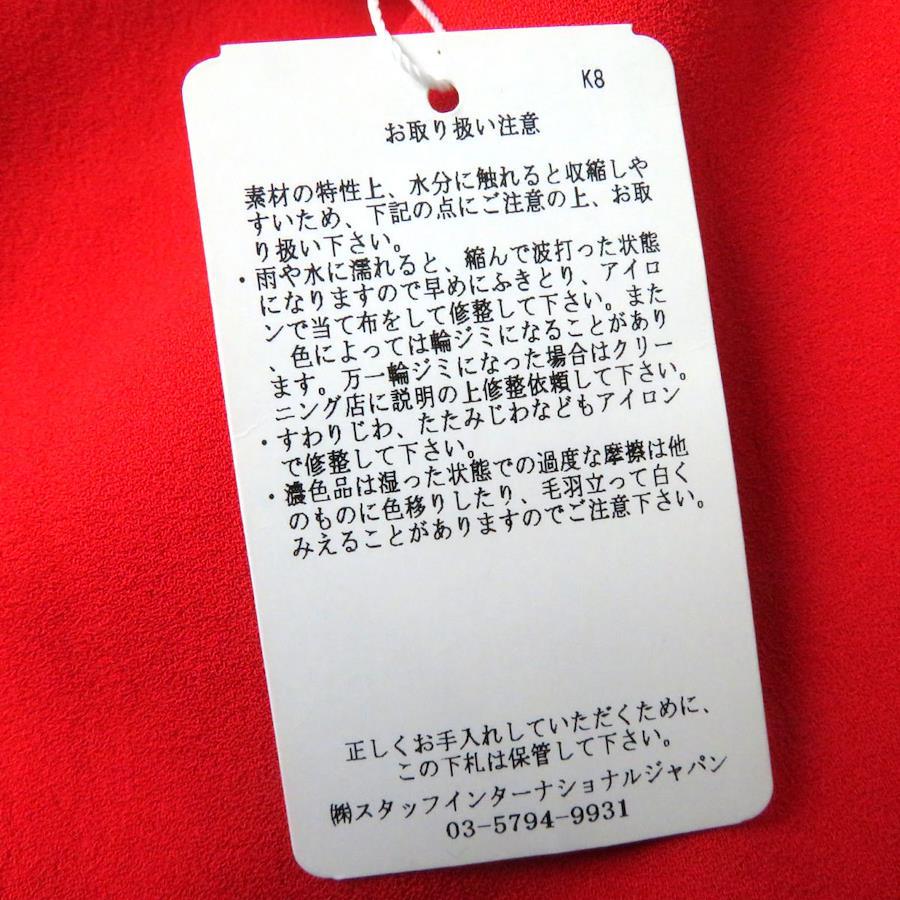 K8
お取り扱い注意
素材の特性上、水分に触れると収縮しや
すいため、下記の点にご注意の上、お取
り扱い下さい。
・雨や水に濡れると、縮んで波打った状態
になりますので早めにふきとり、アイロ
ンで当て布をして修整して下さい。また
、色によっては輪ジミになることがあり
ます。万一輪ジミになった場合はクリー
ニング店に説明の上修整依頼して下さい。
・すわりじわ、たたみじわなどもアイロン
で修整して下さい。
・濃色品は湿った状態での過度な摩擦は他
のものに色移りしたり、毛羽立って白く
みえることがありますのでご注意下さい。
正しくお手入れしていただくために、
この下札は保管して下さい。
㈱スタッフインターナショナルジャパン
03-5794-9931